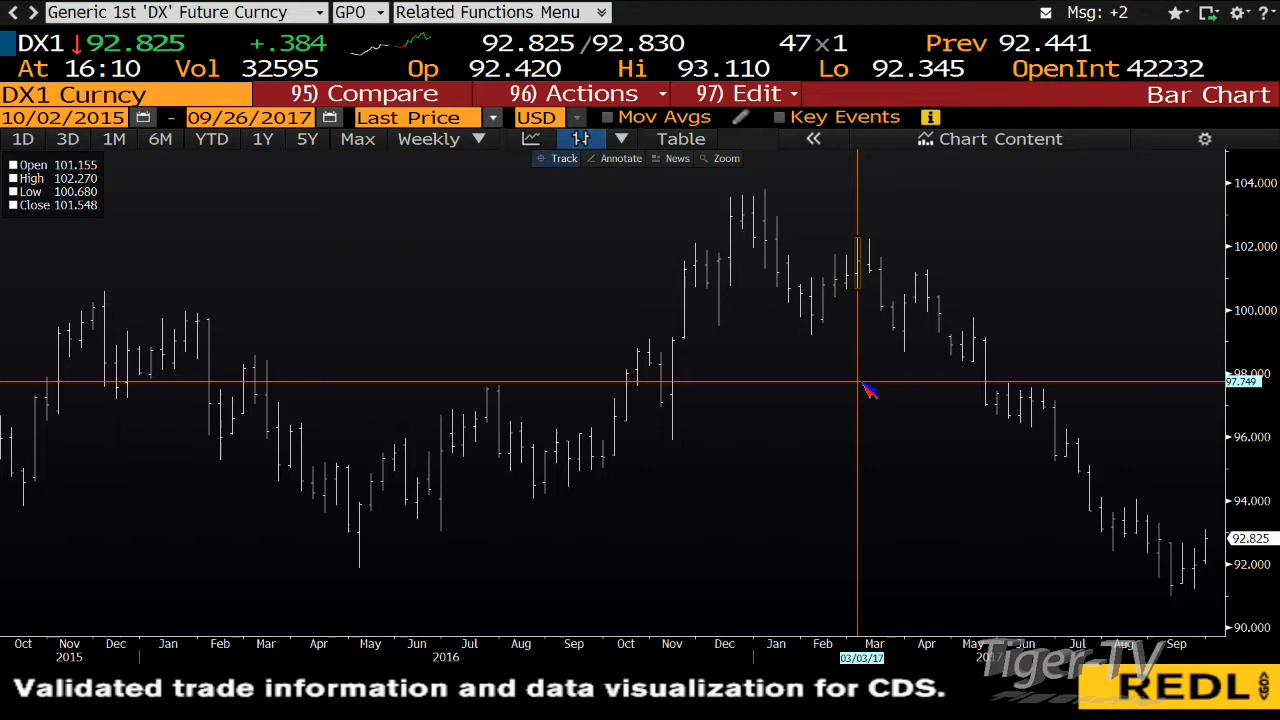 Generic 1st 'DX' Future Curncy GPO Related Functions Menu Msg: +2
DX1 92.825 +.384 92.825/92.830 47x1 Prev 92.441
At 16:10 Vol 32595 Op 92.420 Hi 93.110 Lo 92.345 OpenInt 42232
DX1 Curncy 95) Compare 96) Actions 97) Edit Bar Chart
10/02/2015 - 09/26/2017 Last Price USD Mov Avgs Key Events
1D 3D 1M 6M YTD 1Y 5Y Max Weekly Table « Chart Content
Track Annotate News Zoom
Open 101.155
High 102.270
Low 100.680
Close 101.548
104.000
102.000
100.000
98.000
97.749
96.000
94.000
92.825
92.000
90.000
Oct Nov Dec Jan Feb Mar Apr May Jun Jul Aug Sep Oct Nov Dec Jan Feb Mar Apr May Jun Jul Aug Sep
2015 2016 03/03/17 2017
Tiger-TV
Validated trade information and data visualization for CDS. REDL <GO>